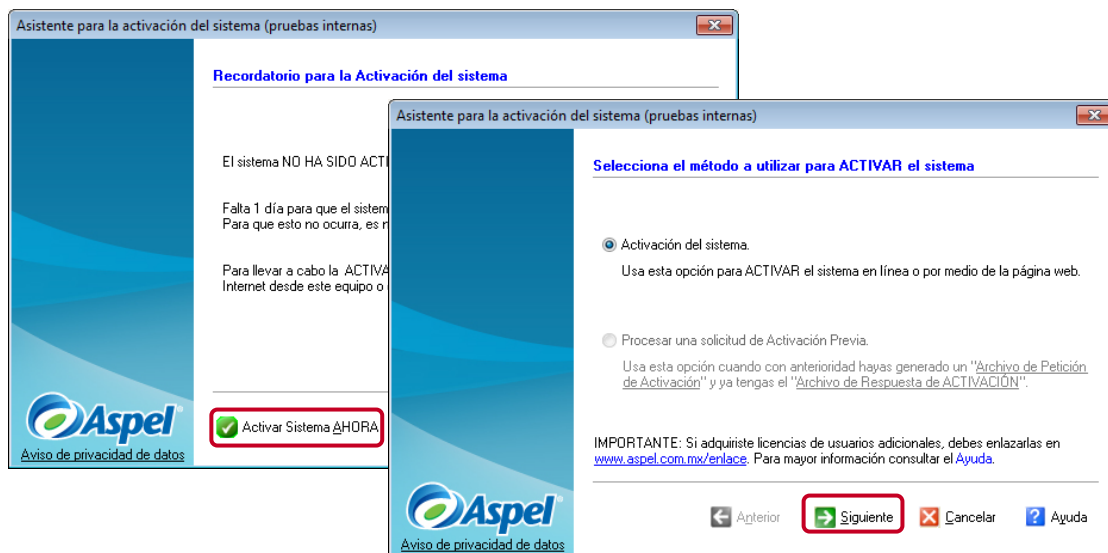 Asistente para la activación del sistema (pruebas internas)
Recordatorio para la Activación del sistema
El sistema NO HA SIDO ACTI
Falta 1 día para que el sistem
Para que esto no ocurra, es n
Para llevar a cabo la ACTIVA
Internet desde este equipo o
Activar Sistema AHORA
Aspel
Aviso de privacidad de datos
Asistente para la activación del sistema (pruebas internas)
Selecciona el método a utilizar para ACTIVAR el sistema
Activación del sistema.
Usa esta opción para ACTIVAR el sistema en línea o por medio de la página web.
Procesar una solicitud de Activación Previa.
Usa esta opción cuando con anterioridad hayas generado un "Archivo de Petición
de Activación" y ya tengas el "Archivo de Respuesta de ACTIVACIÓN".
IMPORTANTE: Si adquiriste licencias de usuarios adicionales, debes enlazarlas en
www.aspel.com.mx/enlace. Para mayor información consultar el Ayuda.
Anterior Siguiente Cancelar Ayuda
Aspel
Aviso de privacidad de datos